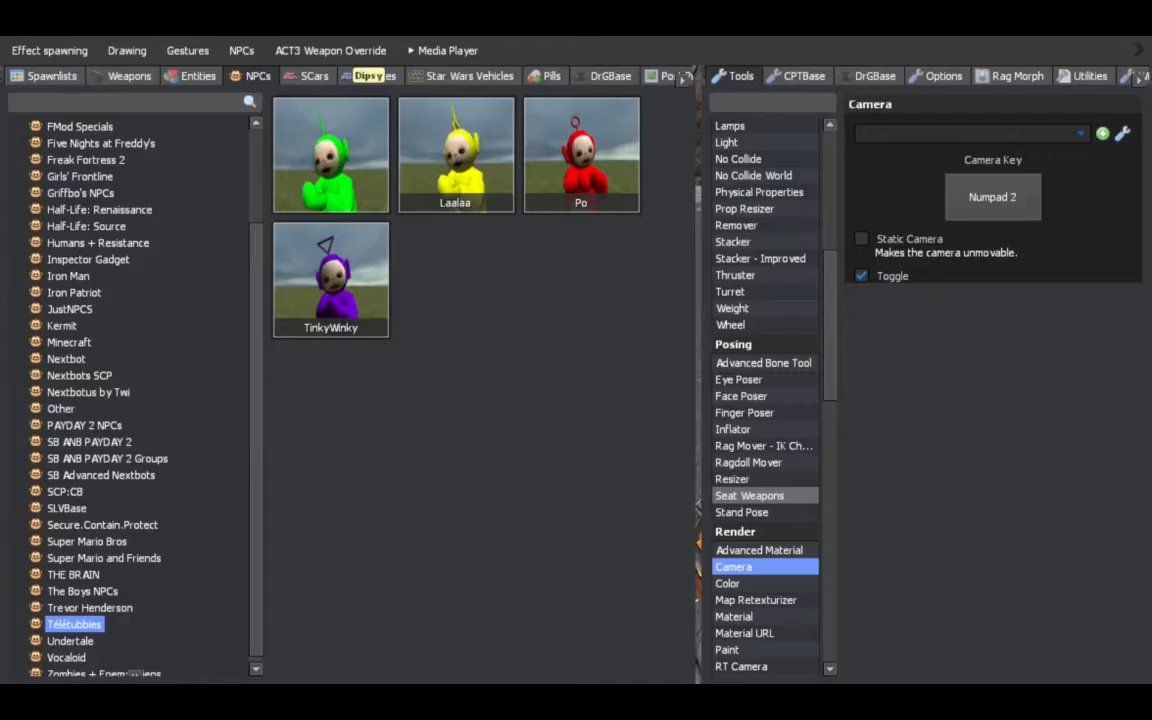 Effect spawning Drawing Gestures NPCs ACT3 Weapon Override Media Player
Spawnlists Weapons Entities NPCs SCars Dipsy es Star Wars Vehicles Pills DrGBase Po
Tools CPTBase DrGBase Options Rag Morph Utilities
FMod Specials
Five Nights at Freddy's
Freak Fortress 2
Girls' Frontline
Griffbo's NPCs
Half-Life: Renaissance
Half-Life: Source
Humans + Resistance
Inspector Gadget
Iron Man
Iron Patriot
JustNPCS
Kermit
Minecraft
Nextbot
Nextbots SCP
Nextbotus by Twi
Other
PAYDAY 2 NPCs
SB ANB PAYDAY 2
SB ANB PAYDAY 2 Groups
SB Advanced Nextbots
SCP:CB
SLVBase
Secure.Contain.Protect
Super Mario Bros
Super Mario and Friends
THE BRAIN
The Boys NPCs
Trevor Henderson
Télétubbies
Undertale
Vocaloid
Zombies + Enem
Laalaa
Po
TinkyWinky
Lamps
Light
No Collide
No Collide World
Physical Properties
Prop Resizer
Remover
Stacker
Stacker - Improved
Thruster
Turret
Weight
Wheel
Posing
Advanced Bone Tool
Eye Poser
Face Poser
Finger Poser
Inflator
Rag Mover - IK Ch...
Ragdoll Mover
Resizer
Seat Weapons
Stand Pose
Render
Advanced Material
Camera
Color
Map Retexturizer
Material
Material URL
Paint
RT Camera
Camera
Camera Key
Numpad 2
Static Camera
Makes the camera unmovable.
Toggle